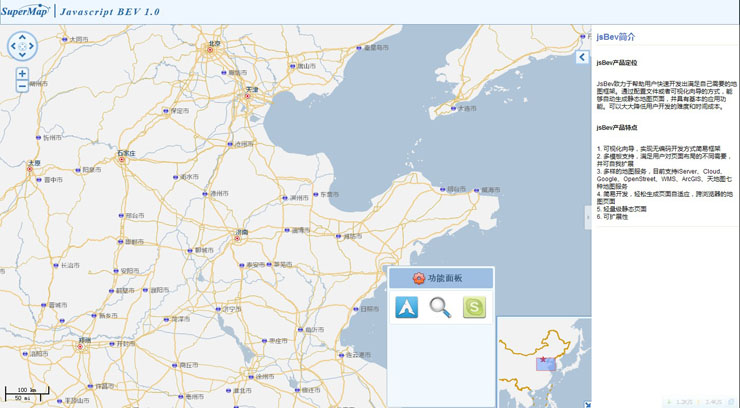 SuperMap
Javascript BEV 1.0
jsBev简介
jsBev产品定位
JsBev致力于帮助用户快速开发出满足自己需要的地
图框架。通过配置文件或者可视化向导的方式，能
够自动生成静态地图页面，并具有基本的应用功
能。可以大大降低用户开发的难度和时间成本。
jsBev产品特点
1. 可视化向导，实现无编码开发方式简易框架
2. 多模板支持，满足用户对页面布局的不同需要，
并可自我扩展
3. 多样的地图服务，目前支持iServer、Cloud、
Google、OpenStreet、WMS、ArcGIS、天地图七
种地图服务
4. 简易开发，轻松生成页面自适应，跨浏览器的地
图页面
5. 轻量级静态页面
6. 可扩展性
大同市
北京
秦皇岛市
廊坊市
唐山市
朔州市
天津
大连市
保定市
忻州市
沧州市
石家庄
太原
阳泉市
晋中市
衡水市
烟台市
威海市
德州市
滨州市
东营市
邢台市
济南
淄博市
潍坊市
邯郸市
聊城市
长治市
安阳市
泰安市
莱芜市
鹤壁市
濮阳市
晋城市
济宁市
日照市
新乡市
菏泽市
临沂市
郑州
开封市
枣庄市
洛阳市
连云港市
商丘市
徐州市
许昌市
淮北市
宿迁市
平顶山市
亳州市
功能面板
100 km
50 mi